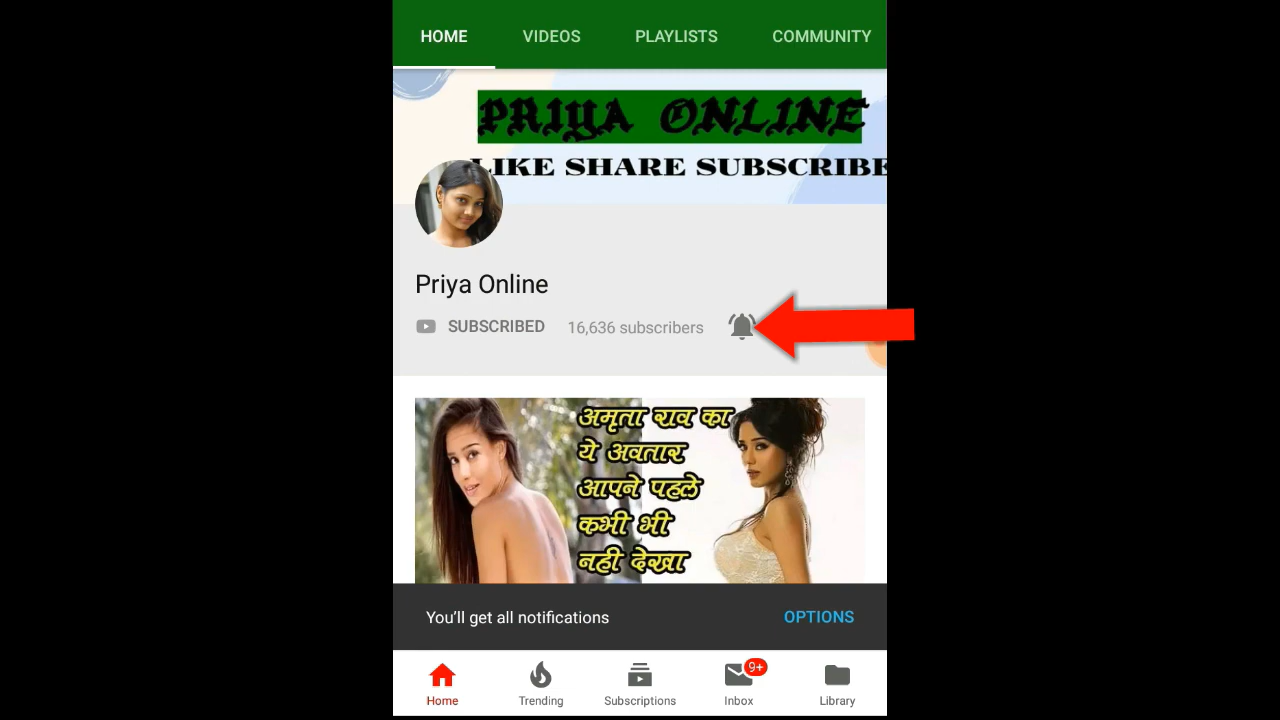 HOME VIDEOS PLAYLISTS COMMUNITY
PRIYA ONLINE
LIKE SHARE SUBSCRIBE
Priya Online
SUBSCRIBED 16,636 subscribers
अमृता राव का
ये अवतार
आपने पहले
कभी भी
नही देखा
You'll get all notifications OPTIONS
9+
Home Trending Subscriptions Inbox Library